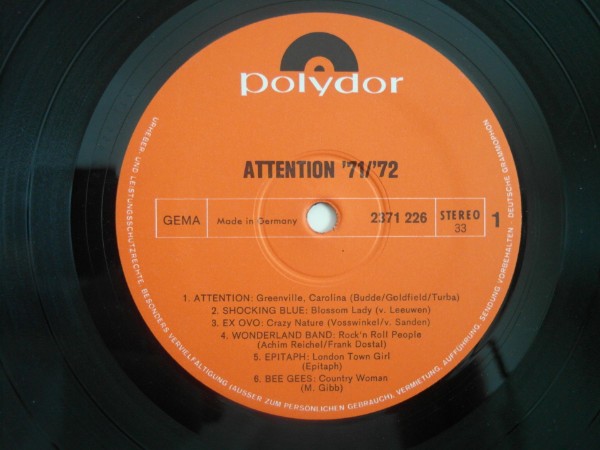 polydor
ATTENTION '71/'72
GEMA
Made in Germany
2371 226
STEREO
33
1
1. ATTENTION: Greenville, Carolina (Budde/Goldfield/Turba)
2. SHOCKING BLUE: Blossom Lady (v. Leeuwen)
3. EX OVO: Crazy Nature (Vosswinkel/v. Sanden)
4. WONDERLAND BAND: Rock'n Roll People
(Achim Reichel/Frank Dostal)
5. EPITAPH: London Town Girl
(Epitaph)
6. BEE GEES: Country Woman
(M. Gibb)
URHEBER- UND LEISTUNGSSCHUTZRECHTE, BESONDERS VERVIELFÄLTIGUNG (AUSSER ZUM PERSÖNLICHEN GEBRAUCH), VERMIETUNG, AUFFÜHRUNG, SENDUNG VORBEHALTEN - DEUTSCHE GRAMMOPHON